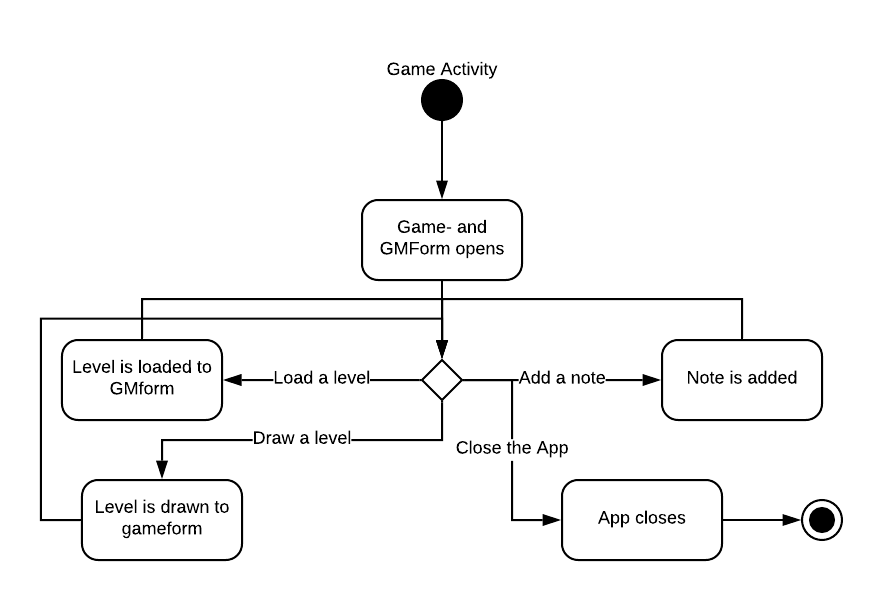 Game Activity
Game- and
GMForm opens
Level is loaded to
GMform
Load a level
Add a note
Note is added
Draw a level
Close the App
Level is drawn to
gameform
App closes